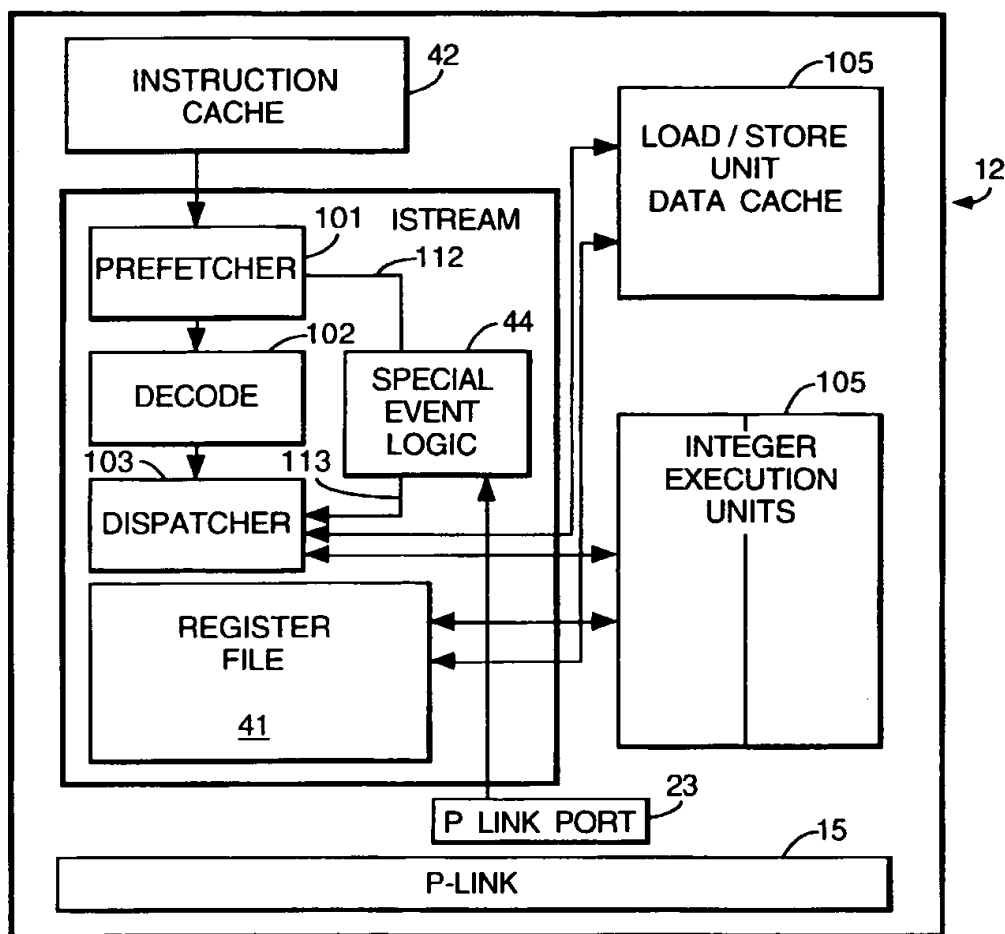 INSTRUCTION
CACHE
42
105
LOAD / STORE
UNIT
DATA CACHE
12
ISTREAM
101
PREFETCHER
112
102
DECODE
44
SPECIAL
EVENT
LOGIC
103
113
DISPATCHER
105
INTEGER
EXECUTION
UNITS
REGISTER
FILE
41
23
P LINK PORT
15
P-LINK